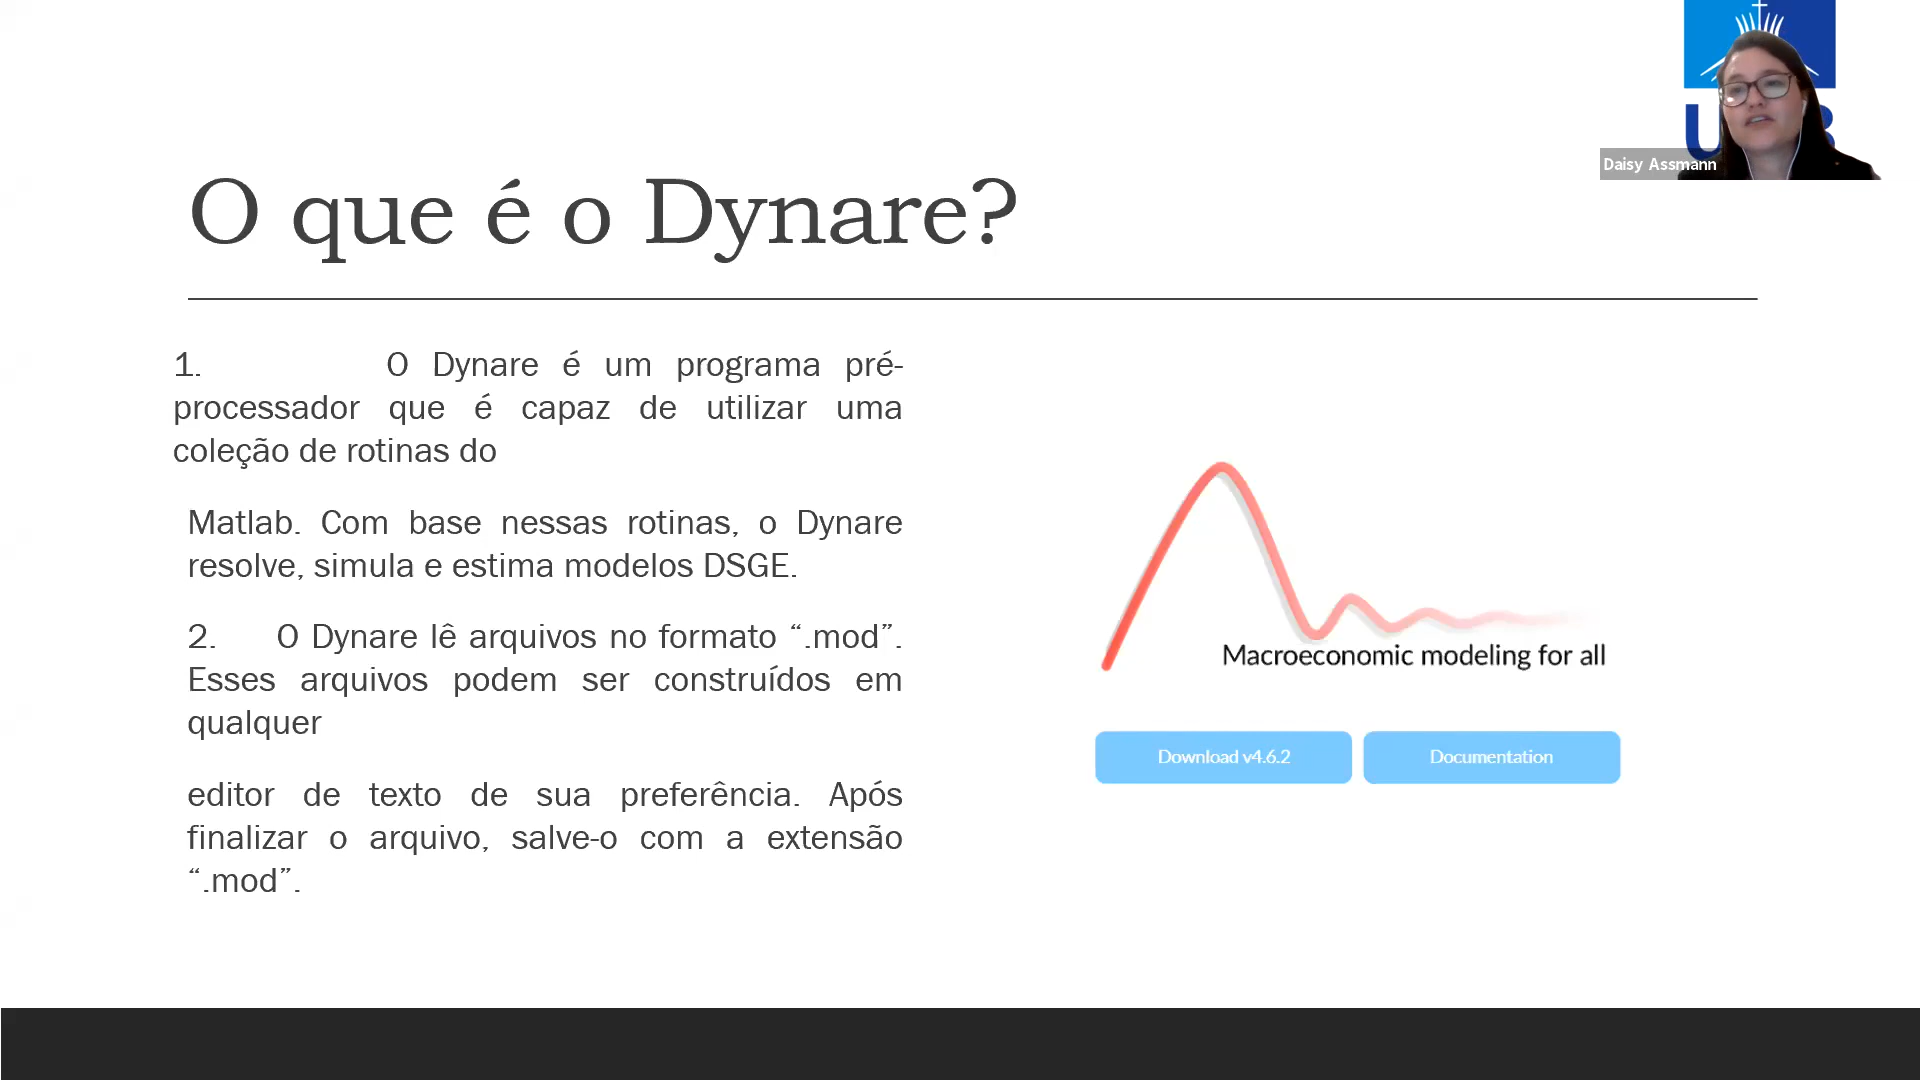 Daisy Assmann
O que é o Dynare?
1. O Dynare é um programa pré-
processador que é capaz de utilizar uma
coleção de rotinas do
Matlab. Com base nessas rotinas, o Dynare
resolve, simula e estima modelos DSGE.
2. O Dynare lê arquivos no formato “.mod”.
Esses arquivos podem ser construídos em
qualquer
editor de texto de sua preferência. Após
finalizar o arquivo, salve-o com a extensão
“.mod”.
Macroeconomic modeling for all
Download v4.6.2
Documentation